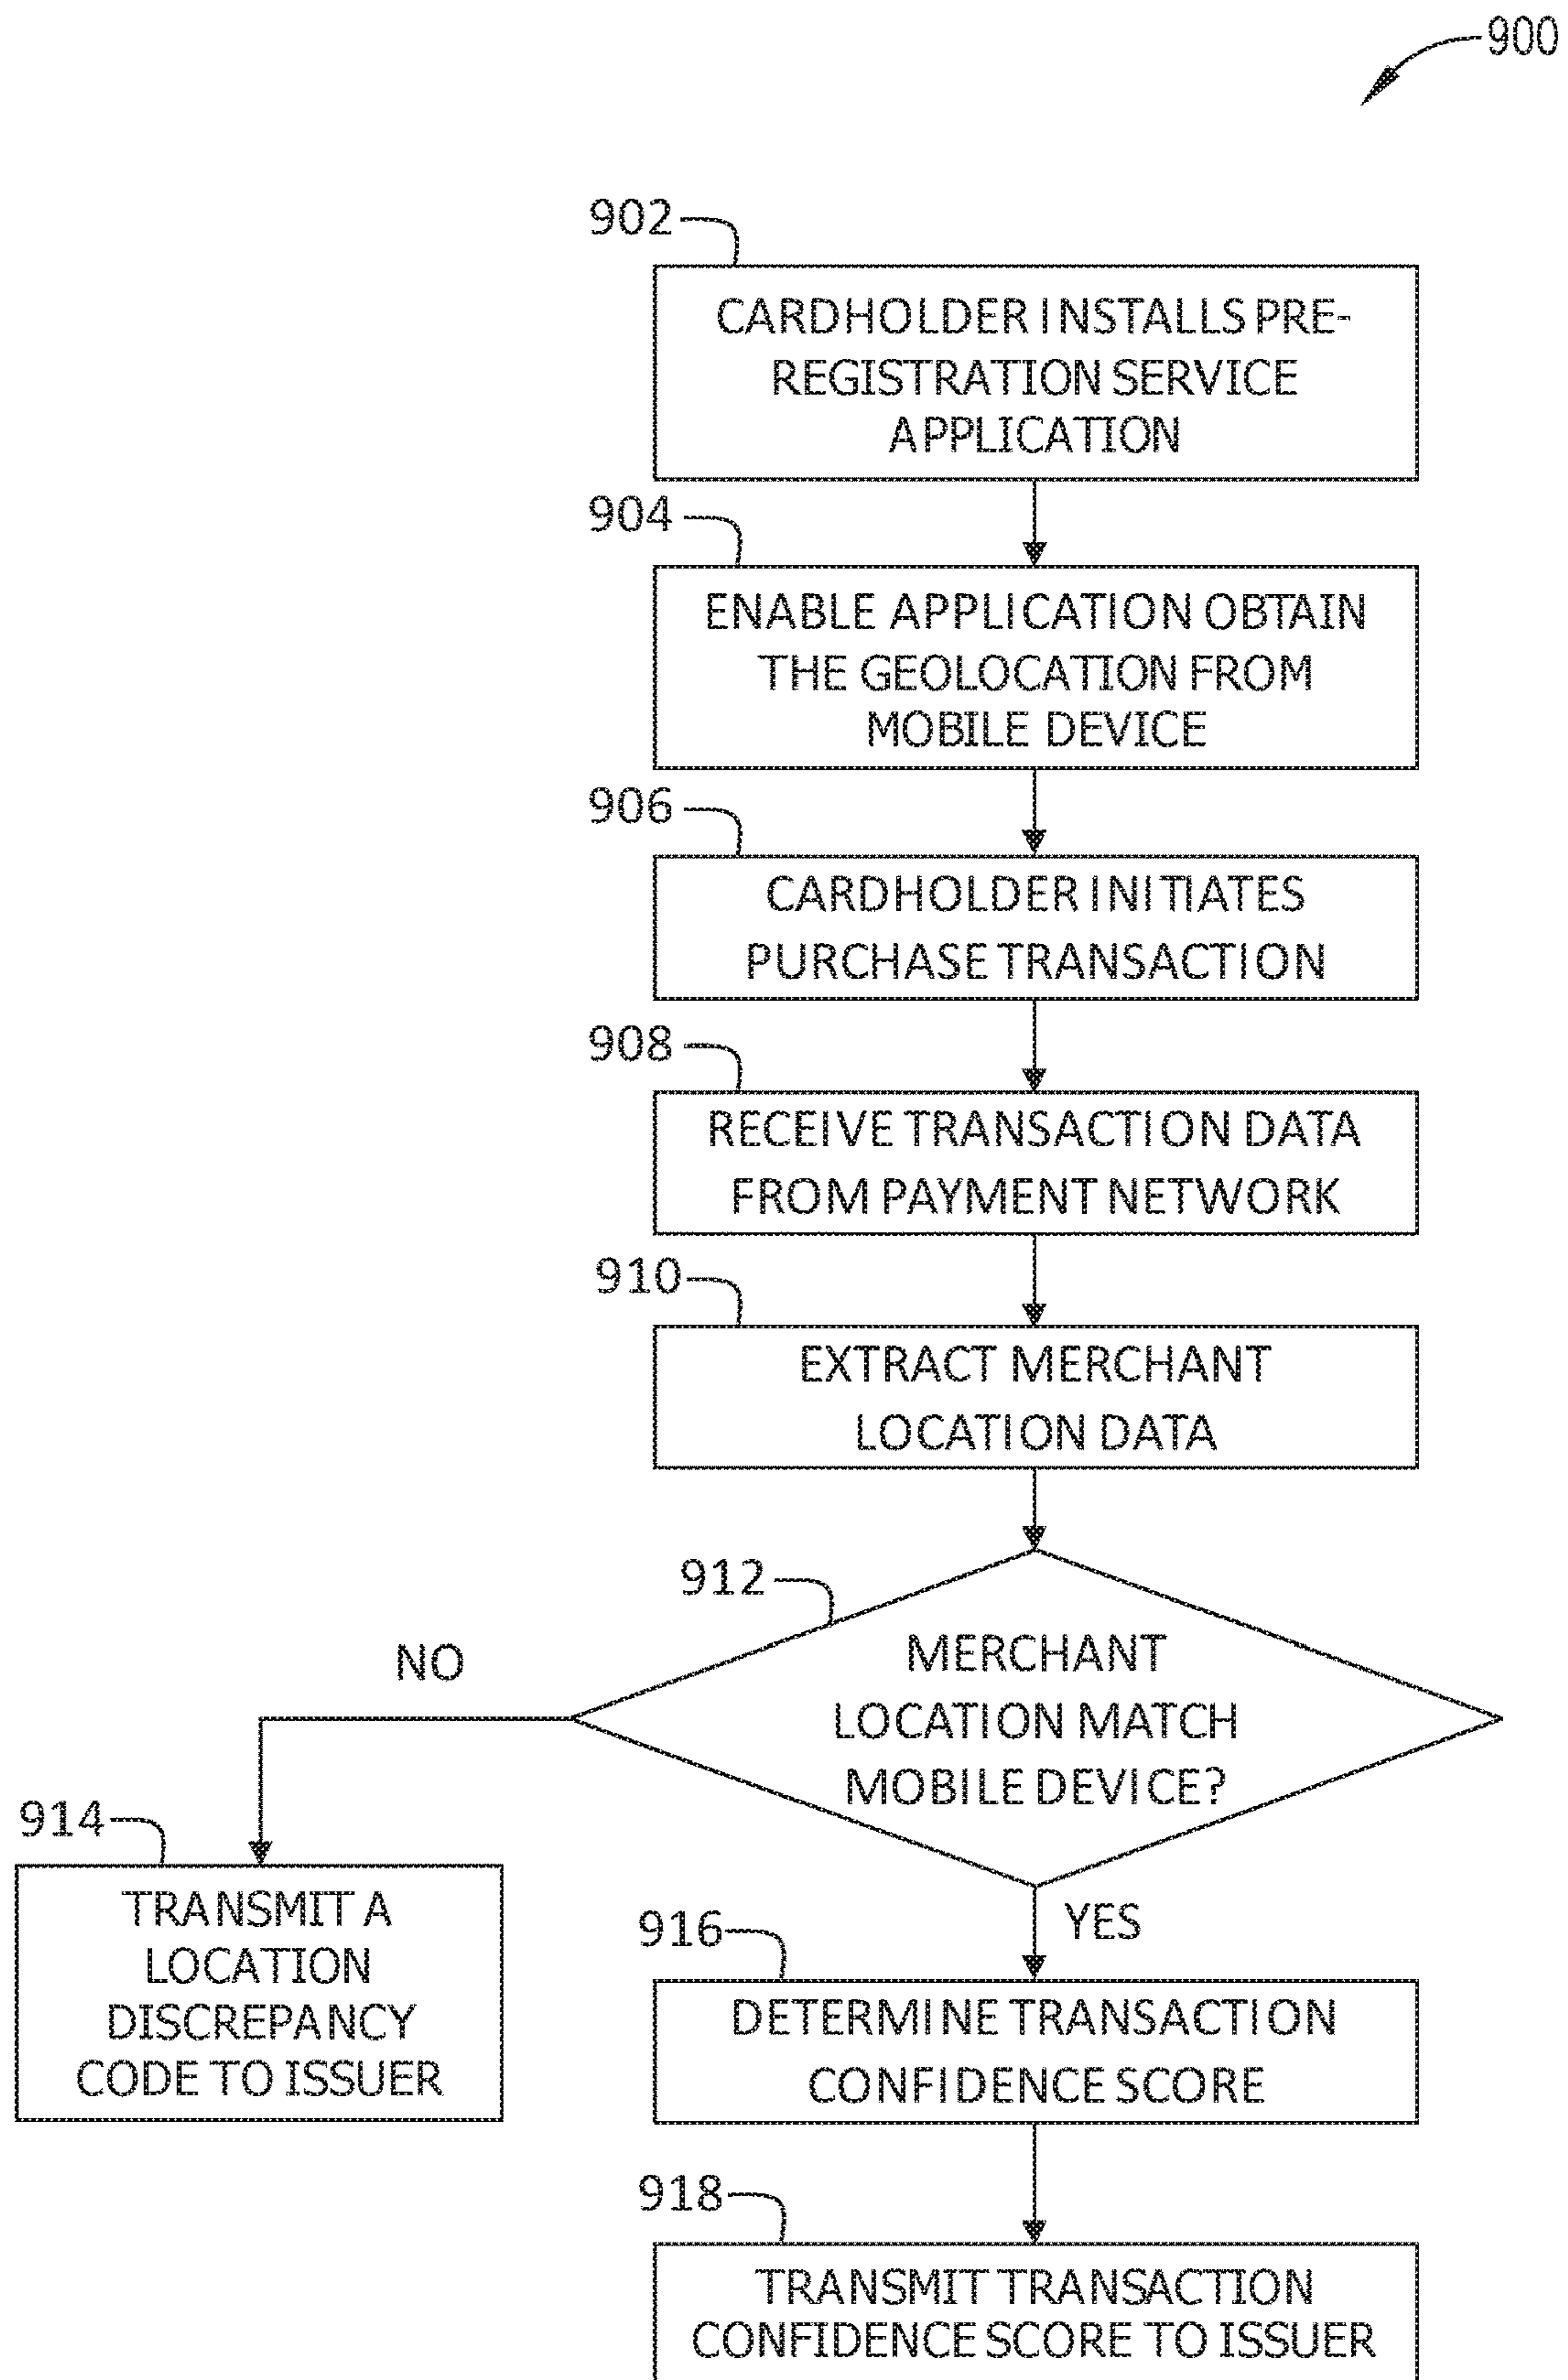 900
902
CARDHOLDER INSTALLS PRE-
REGISTRATION SERVICE
APPLICATION
904
ENABLE APPLICATION OBTAIN
THE GEOLOCATION FROM
MOBILE DEVICE
906
CARDHOLDER INITIATES
PURCHASE TRANSACTION
908
RECEIVE TRANSACTION DATA
FROM PAYMENT NETWORK
910
EXTRACT MERCHANT
LOCATION DATA
912
MERCHANT
LOCATION MATCH
MOBILE DEVICE?
NO
914
TRANSMIT A
LOCATION
DISCREPANCY
CODE TO ISSUER
YES
916
DETERMINE TRANSACTION
CONFIDENCE SCORE
918
TRANSMIT TRANSACTION
CONFIDENCE SCORE TO ISSUER